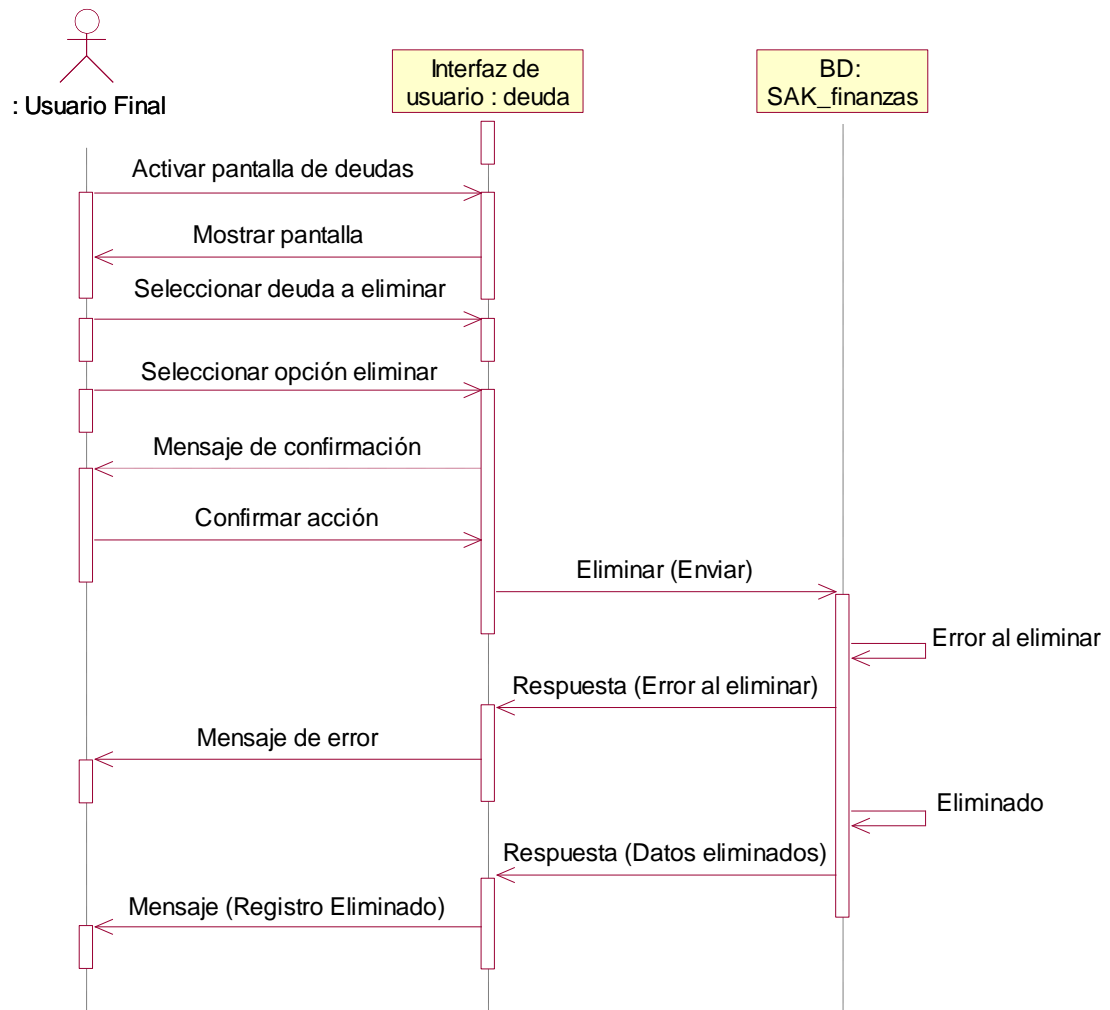 : Usuario Final
Interfaz de
usuario : deuda
BD:
SAK_finanzas
Activar pantalla de deudas
Mostrar pantalla
Seleccionar deuda a eliminar
Seleccionar opción eliminar
Mensaje de confirmación
Confirmar acción
Eliminar (Enviar)
Error al eliminar
Respuesta (Error al eliminar)
Mensaje de error
Eliminado
Respuesta (Datos eliminados)
Mensaje (Registro Eliminado)